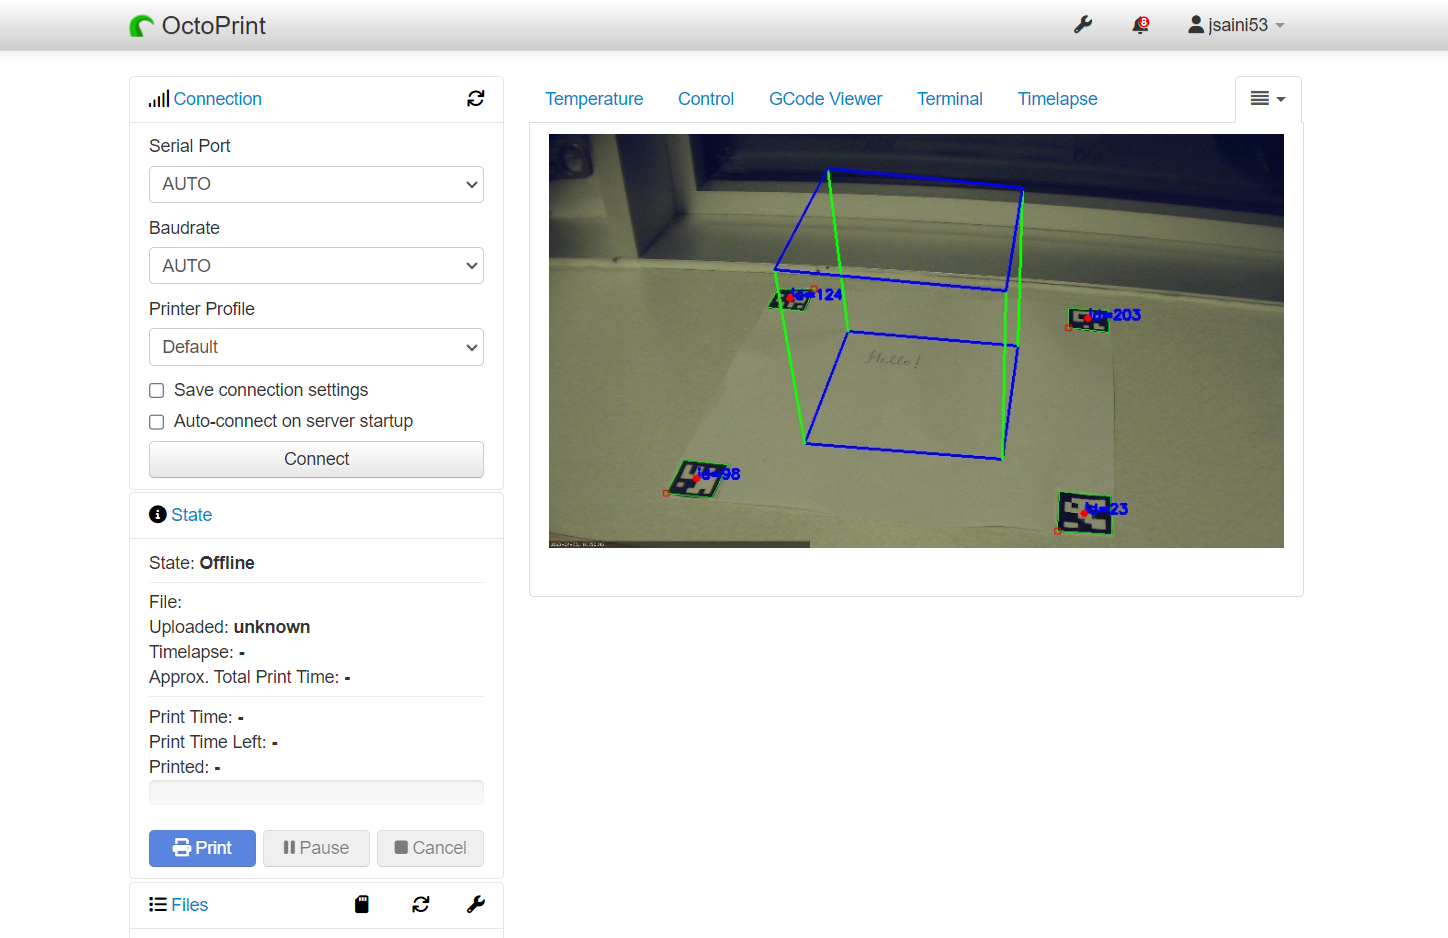 OctoPrint
8
jsaini53
Connection
Serial Port
AUTO
Baudrate
AUTO
Printer Profile
Default
Save connection settings
Auto-connect on server startup
Connect
State
State: Offline
File:
Uploaded: unknown
Timelapse: -
Approx. Total Print Time: -
Print Time: -
Print Time Left: -
Printed: -
Print Pause Cancel
Files
Temperature Control GCode Viewer Terminal Timelapse
id=124
id=203
Hello!
id=98
id=23